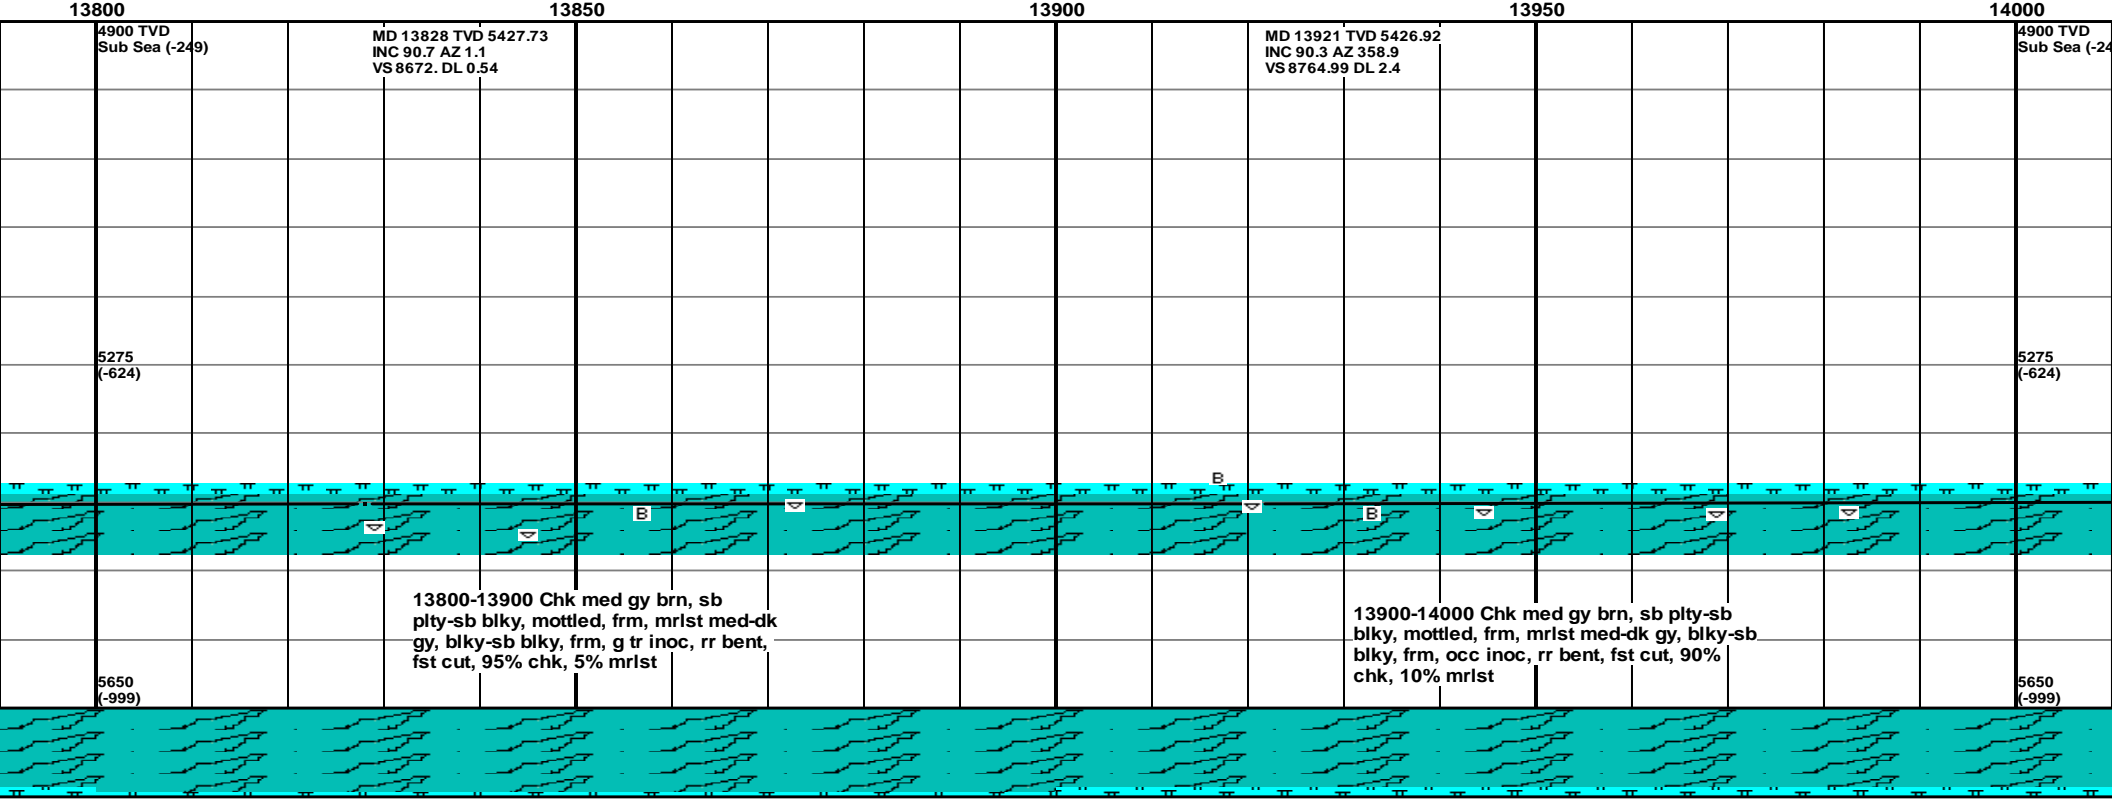 13800 13850 13900 13950 14000
4900 TVD
Sub Sea (-249)
MD 13828 TVD 5427.73
INC 90.7 AZ 1.1
VS 8672. DL 0.54
MD 13921 TVD 5426.92
INC 90.3 AZ 358.9
VS 8764.99 DL 2.4
4900 TVD
Sub Sea (-24
5275
(-624)
5275
(-624)
B
B
B
13800-13900 Chk med gy brn, sb
plty-sb blky, mottled, frm, mrlst med-dk
gy, blky-sb blky, frm, g tr inoc, rr bent,
fst cut, 95% chk, 5% mrlst
13900-14000 Chk med gy brn, sb plty-sb
blky, mottled, frm, mrlst med-dk gy, blky-sb
blky, frm, occ inoc, rr bent, fst cut, 90%
chk, 10% mrlst
5650
(-999)
5650
(-999)